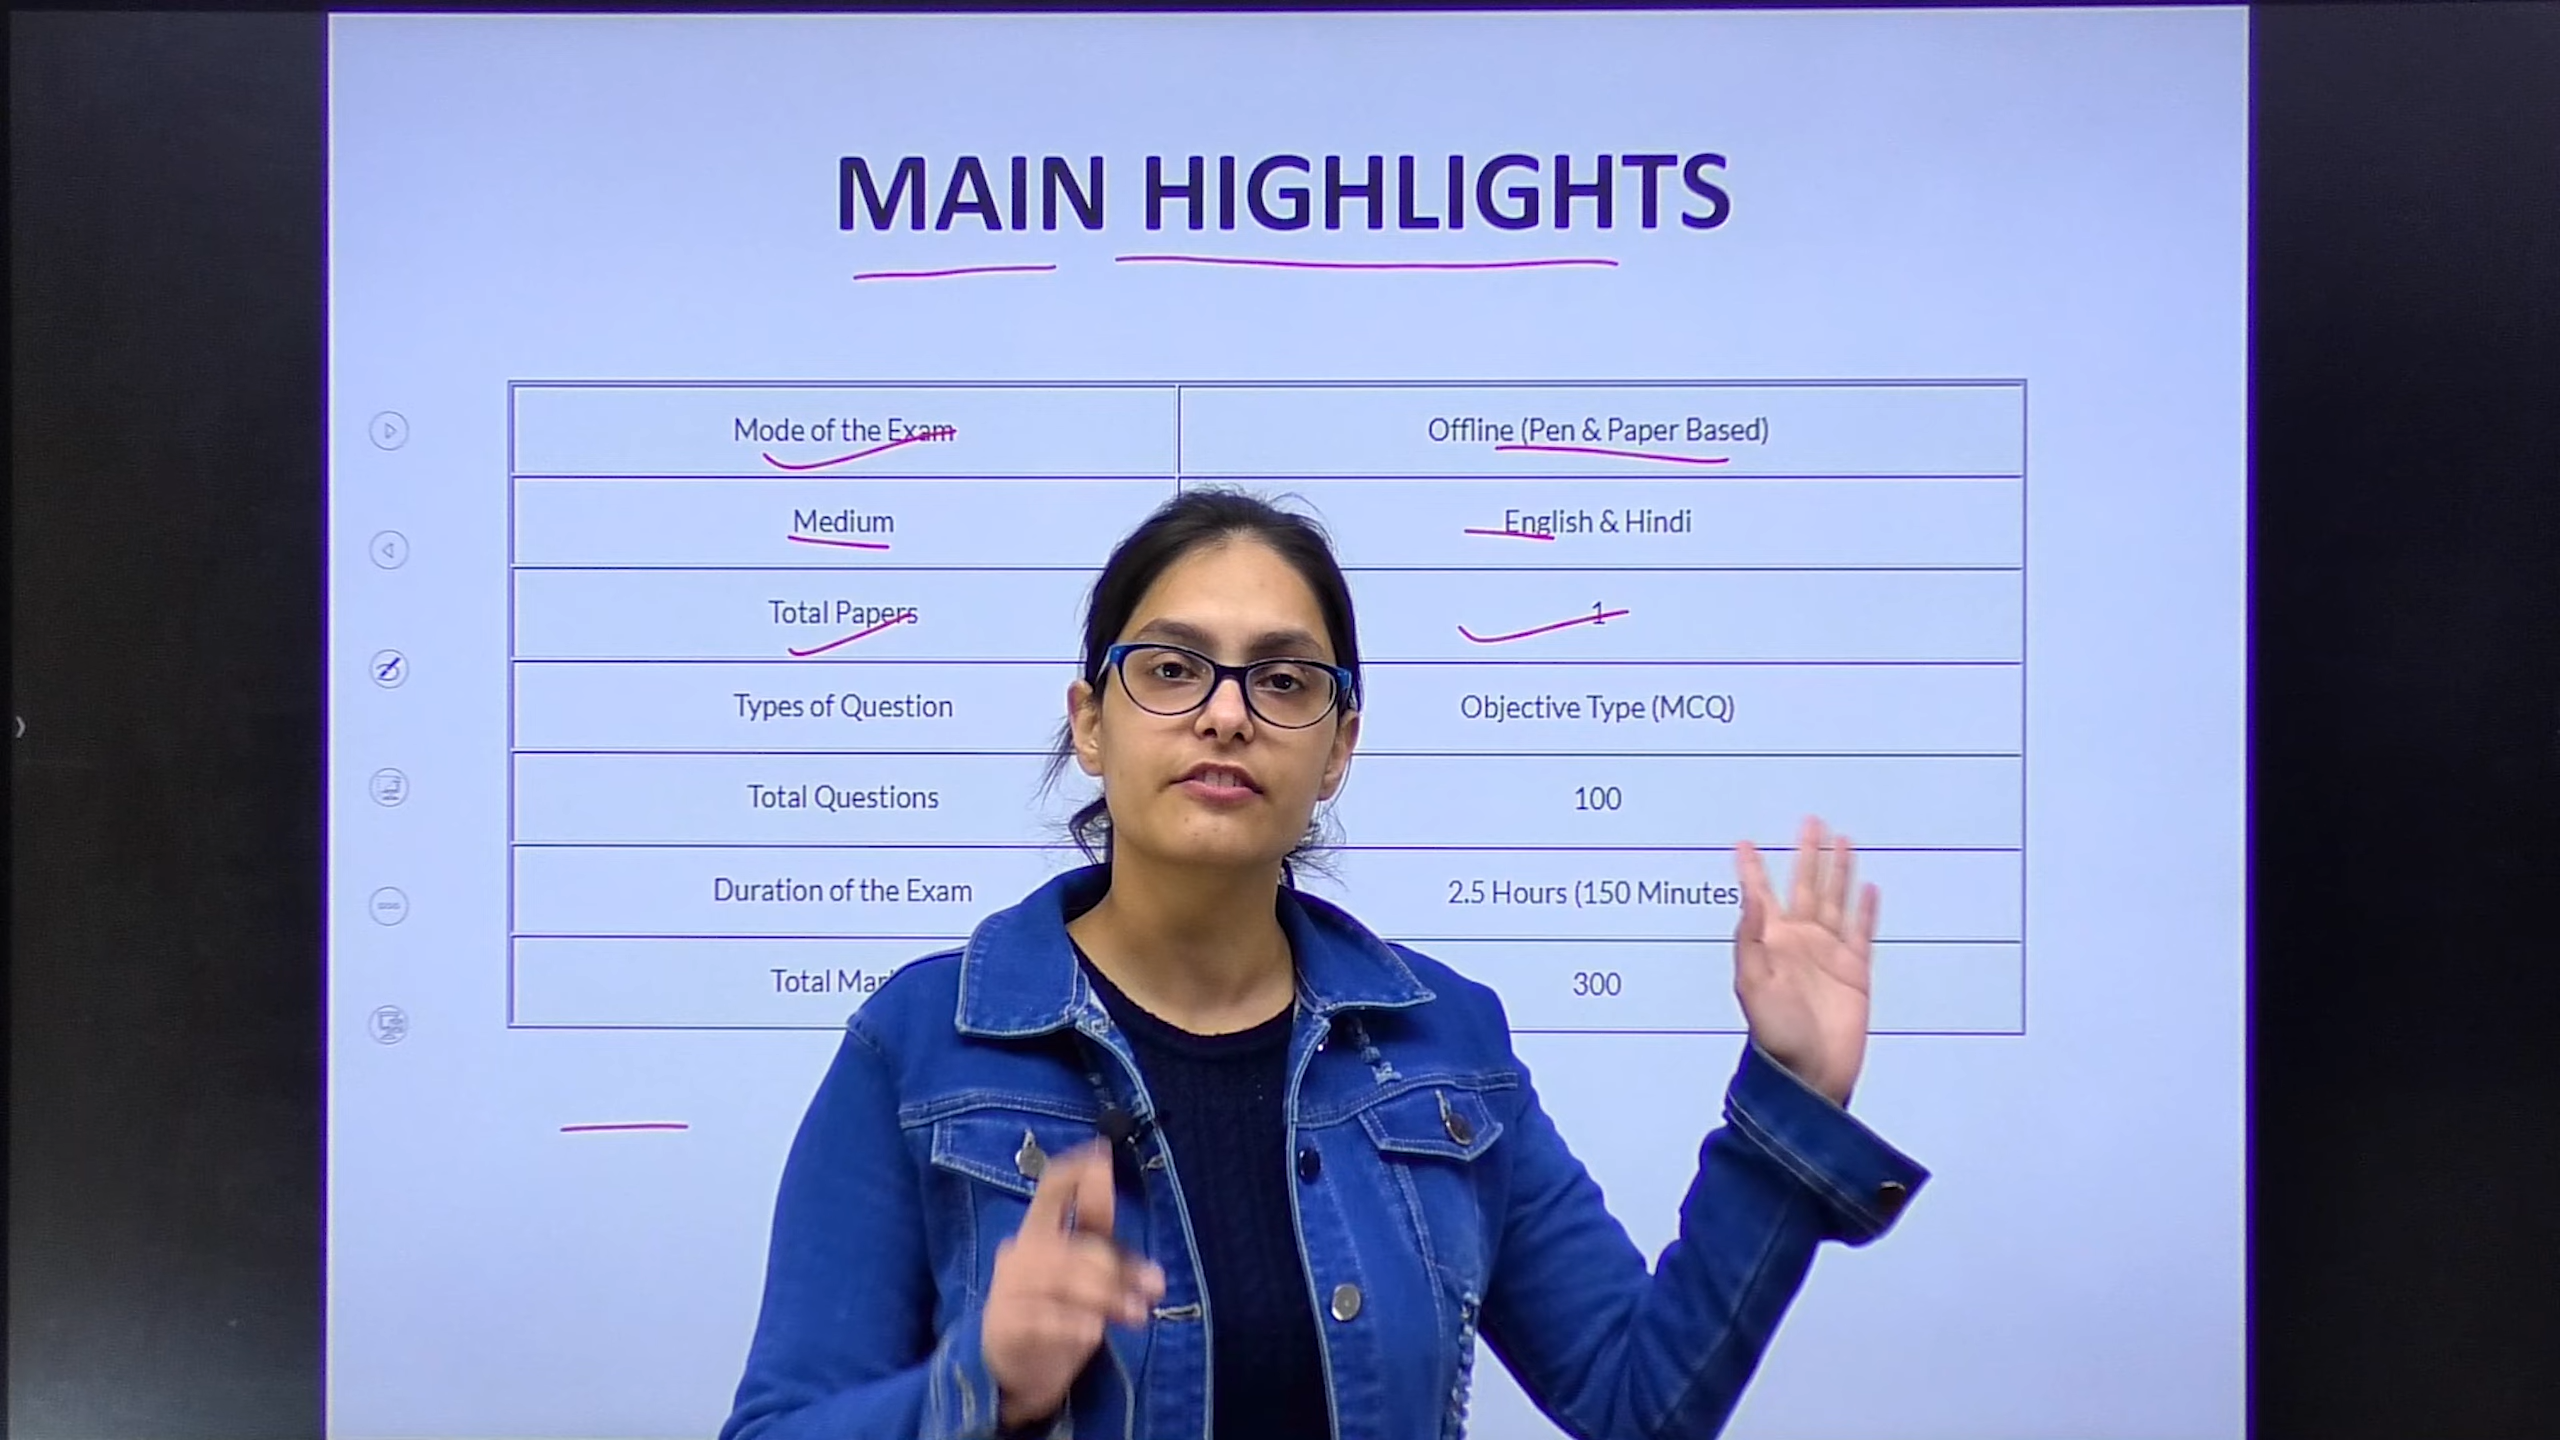 MAIN HIGHLIGHTS
Mode of the Exam Offline (Pen & Paper Based)
Medium English & Hindi
Total Papers 1
Types of Question Objective Type (MCQ)
Total Questions 100
Duration of the Exam 2.5 Hours (150 Minutes
Total 300